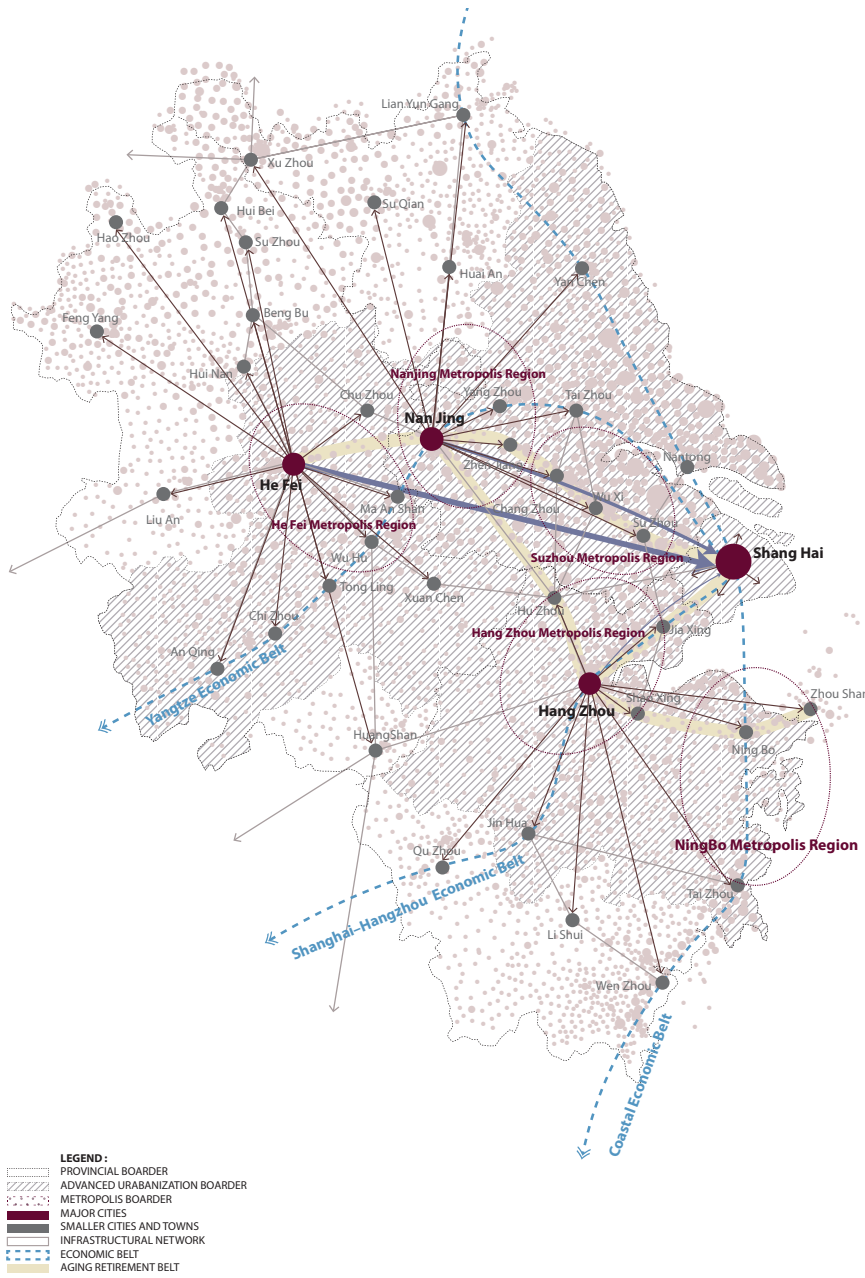 Lian Yun Gang
Xu Zhou
Su Qian
Hui Bei
Hao Zhou
Su Zhou
Huai An
Yan Chen
Feng Yang
Beng Bu
Hui Nan
Nanjing Metropolis Region
Chu Zhou
Yang Zhou
Tai Zhou
Nan Jing
Nantong
Zhen Jiang
He Fei
Liu An
Ma An Shan
Chang Zhou
Wu Xi
He Fei Metropolis Region
Su Zhou
Wu Hu
Suzhou Metropolis Region
Shang Hai
Tong Ling
Xuan Chen
Hu Zhou
Chi Zhou
Hang Zhou Metropolis Region
Jia Xing
An Qing
Yangtze Economic Belt
Shao Xing
Zhou Shan
Hang Zhou
HuangShan
Ning Bo
Jin Hua
Qu Zhou
NingBo Metropolis Region
Shanghai–Hangzhou Economic Belt
Tai Zhou
Li Shui
Wen Zhou
Coastal Economic Belt
LEGEND :
PROVINCIAL BOARDER
ADVANCED URABANIZATION BOARDER
METROPOLIS BOARDER
MAJOR CITIES
SMALLER CITIES AND TOWNS
INFRASTRUCTURAL NETWORK
ECONOMIC BELT
AGING RETIREMENT BELT